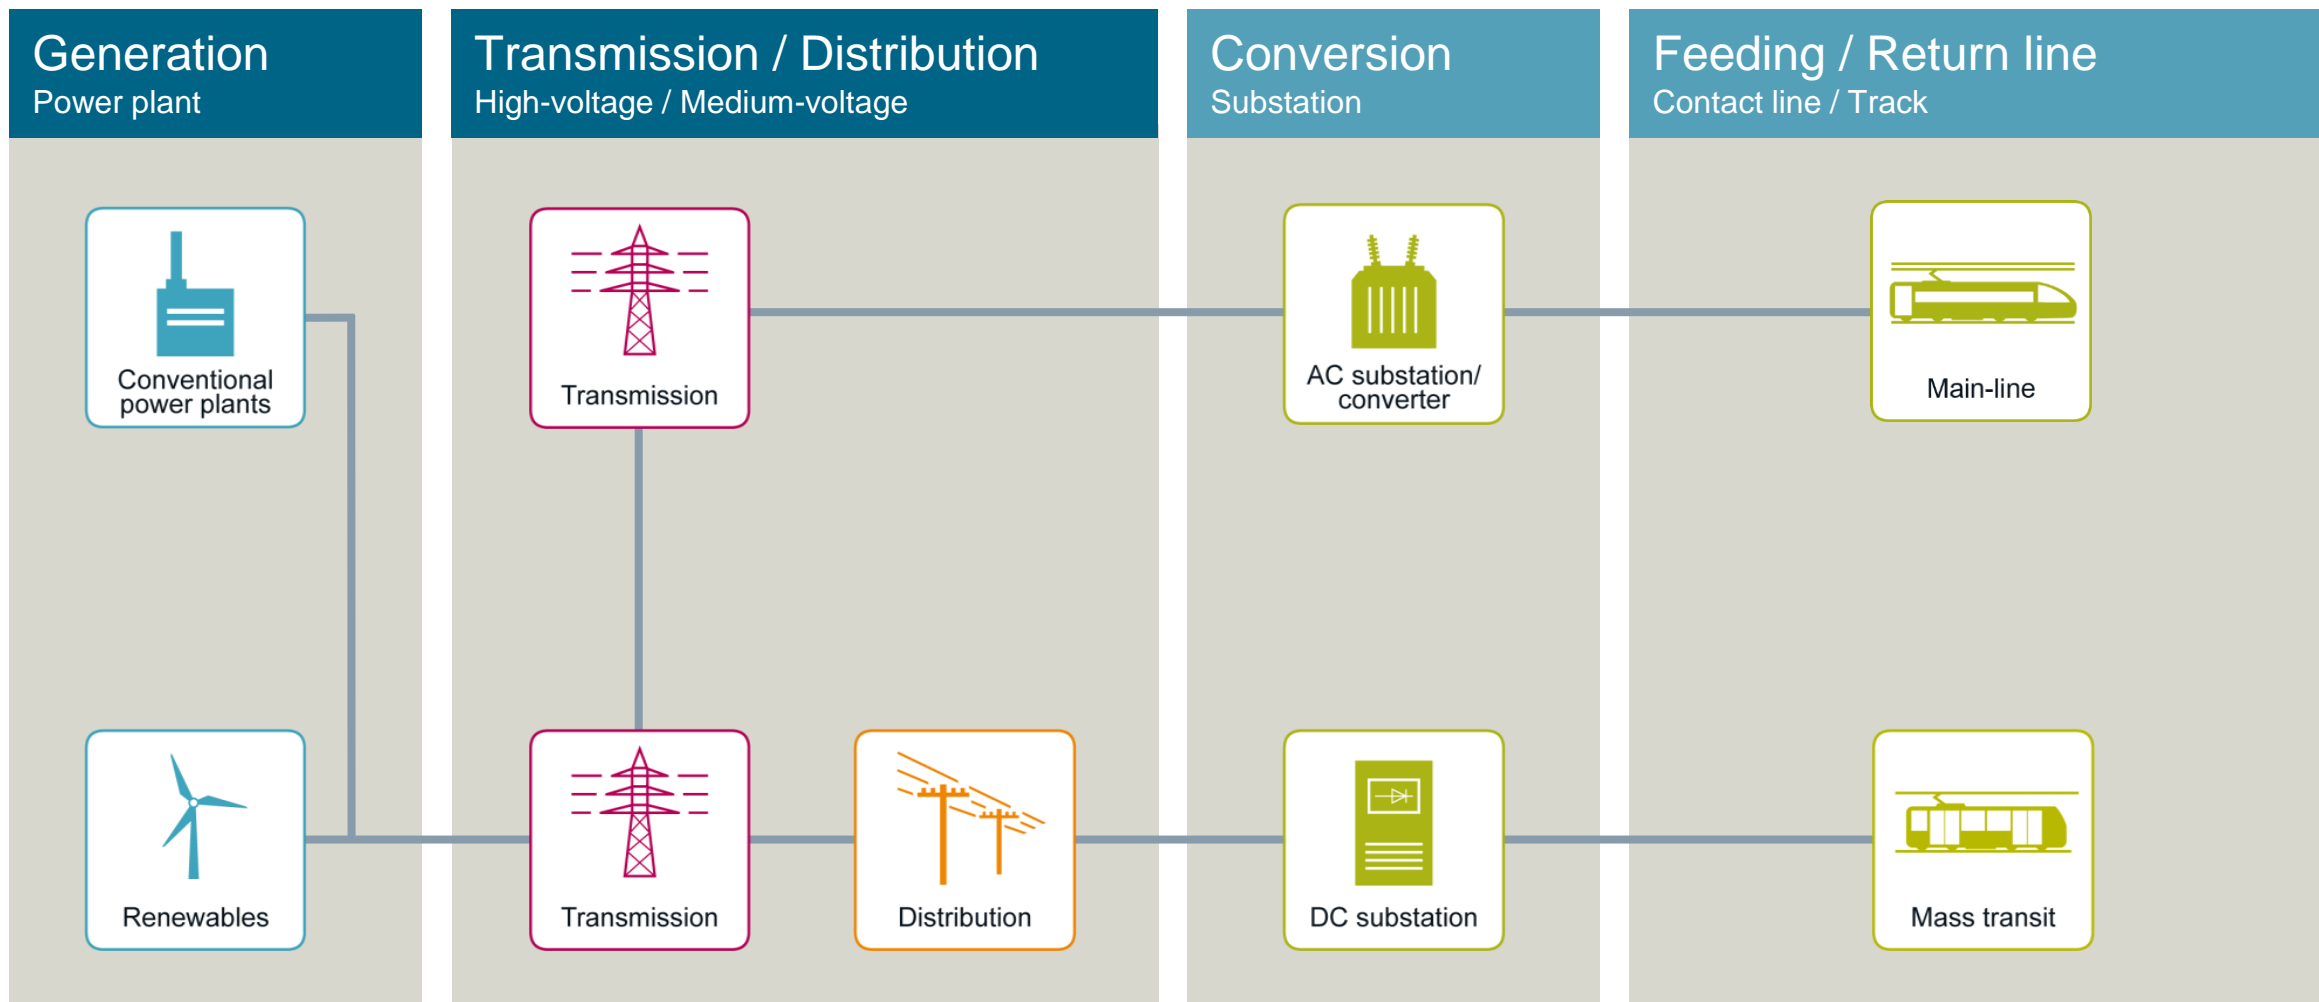 Generation
Power plant
Transmission / Distribution
High-voltage / Medium-voltage
Conversion
Substation
Feeding / Return line
Contact line / Track
Conventional
power plants
Transmission
AC substation/
converter
Main-line
Renewables
Transmission
Distribution
DC substation
Mass transit